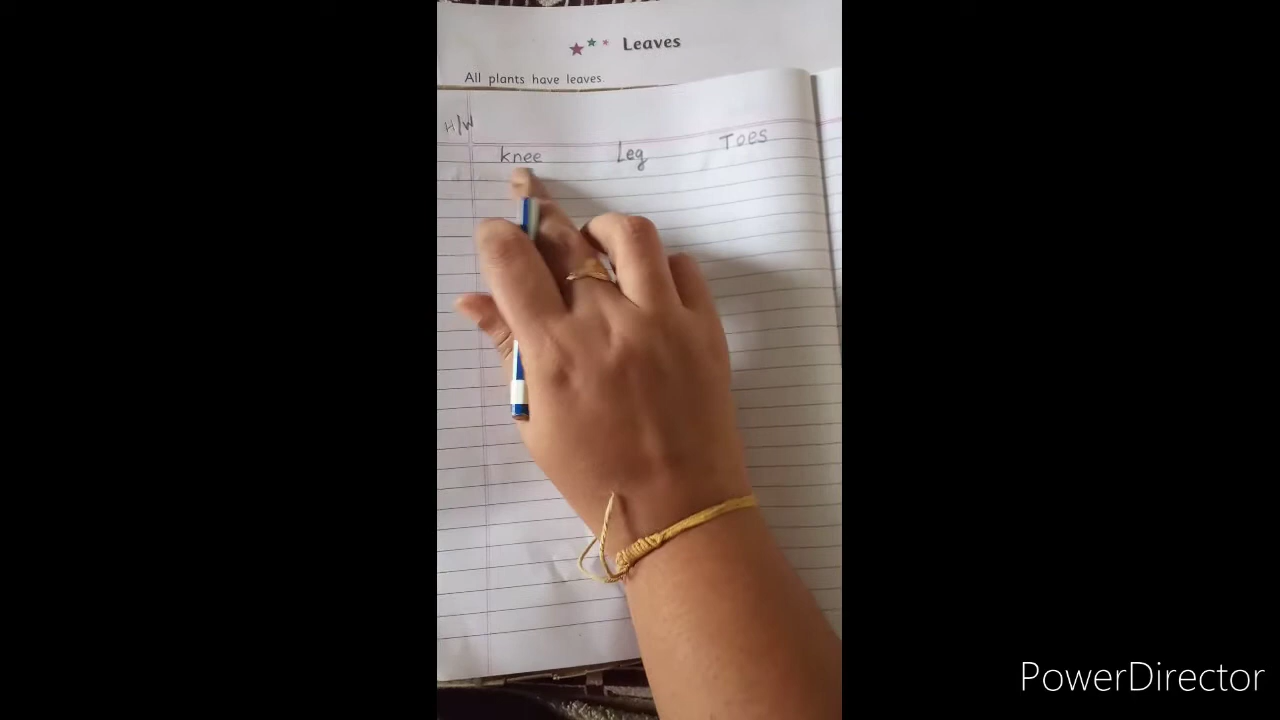 Leaves
All plants have leaves.
H/W
knee Leg Toes
PowerDirector